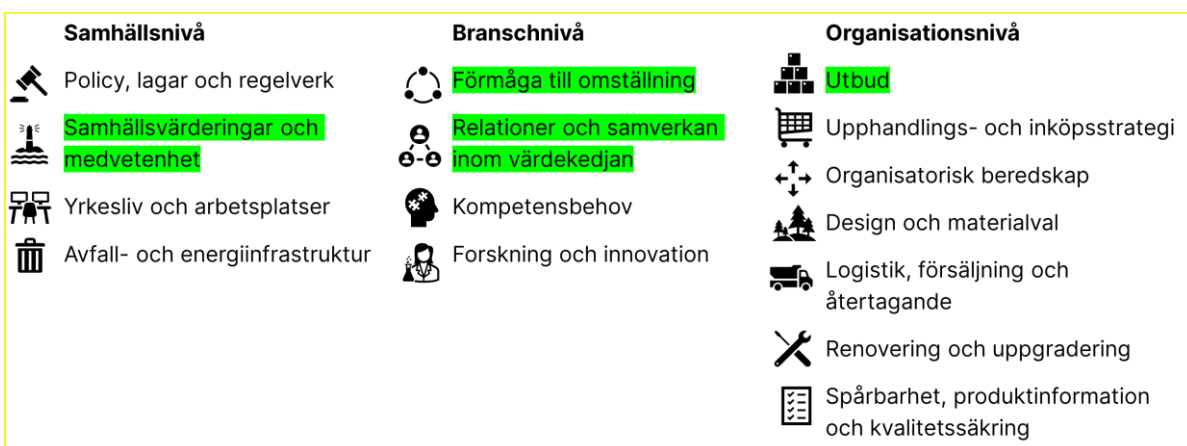 Samhällsnivå
Policy, lagar och regelverk
Samhällsvärderingar och
medvetenhet
Yrkesliv och arbetsplatser
Avfall- och energiinfrastruktur
Branschnivå
Förmåga till omställning
Relationer och samverkan
inom värdekedjan
Kompetensbehov
Forskning och innovation
Organisationsnivå
Utbud
Upphandlings- och inköpsstrategi
Organisatorisk beredskap
Design och materialval
Logistik, försäljning och
återtagande
Renovering och uppgradering
Spårbarhet, produktinformation
och kvalitetssäkring